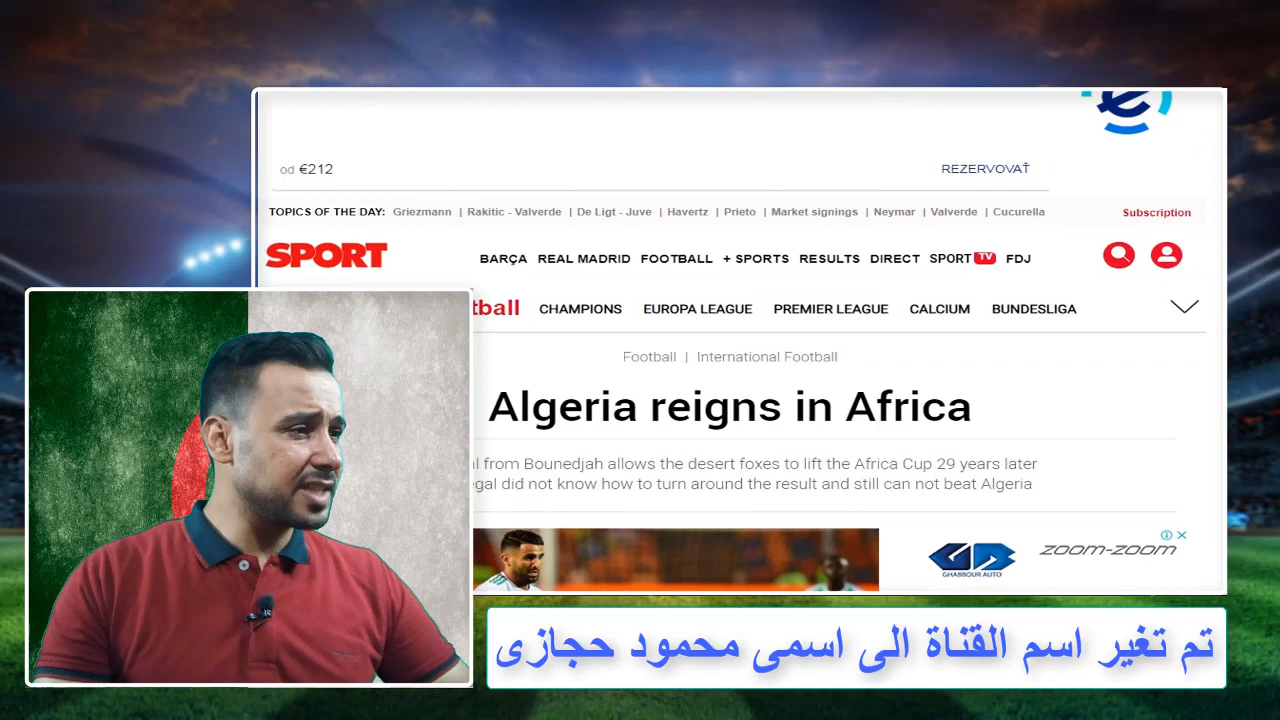 od €212
REZERVOVAŤ
TOPICS OF THE DAY: Griezmann | Rakitic - Valverde | De Ligt - Juve | Havertz | Prieto | Market signings | Neymar | Valverde | Cucurella
Subscription
SPORT
BARÇA REAL MADRID FOOTBALL + SPORTS RESULTS DIRECT SPORT TV FDJ
tball CHAMPIONS EUROPA LEAGUE PREMIER LEAGUE CALCIUM BUNDESLIGA
Football | International Football
Algeria reigns in Africa
al from Bounedjah allows the desert foxes to lift the Africa Cup 29 years later
egal did not know how to turn around the result and still can not beat Algeria
GHABBOUR AUTO
ZOOM-ZOOM
تم تغير اسم القناة الى اسمى محمود حجازى